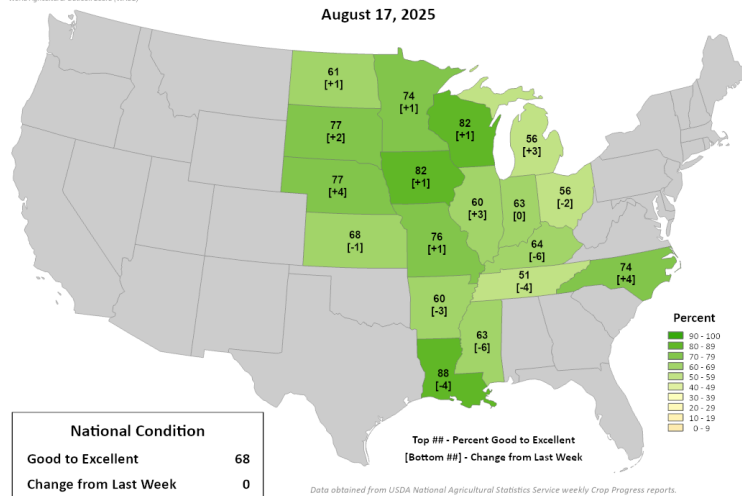 August 17, 2025
61
[+1]
74
[+1]
82
[+1]
56
[+3]
77
[+2]
77
[+4]
82
[+1]
60
[+3]
63
[0]
56
[-2]
68
[-1]
76
[+1]
64
[-6]
51
[-4]
74
[+4]
60
[-3]
63
[-6]
88
[-4]
Percent
90 - 100
80 - 89
70 - 79
60 - 69
50 - 59
40 - 49
30 - 39
20 - 29
10 - 19
0 - 9
National Condition
Good to Excellent 68
Change from Last Week 0
Top ## - Percent Good to Excellent
[Bottom ##] - Change from Last Week
Data obtained from USDA National Agricultural Statistics Service weekly Crop Progress reports.